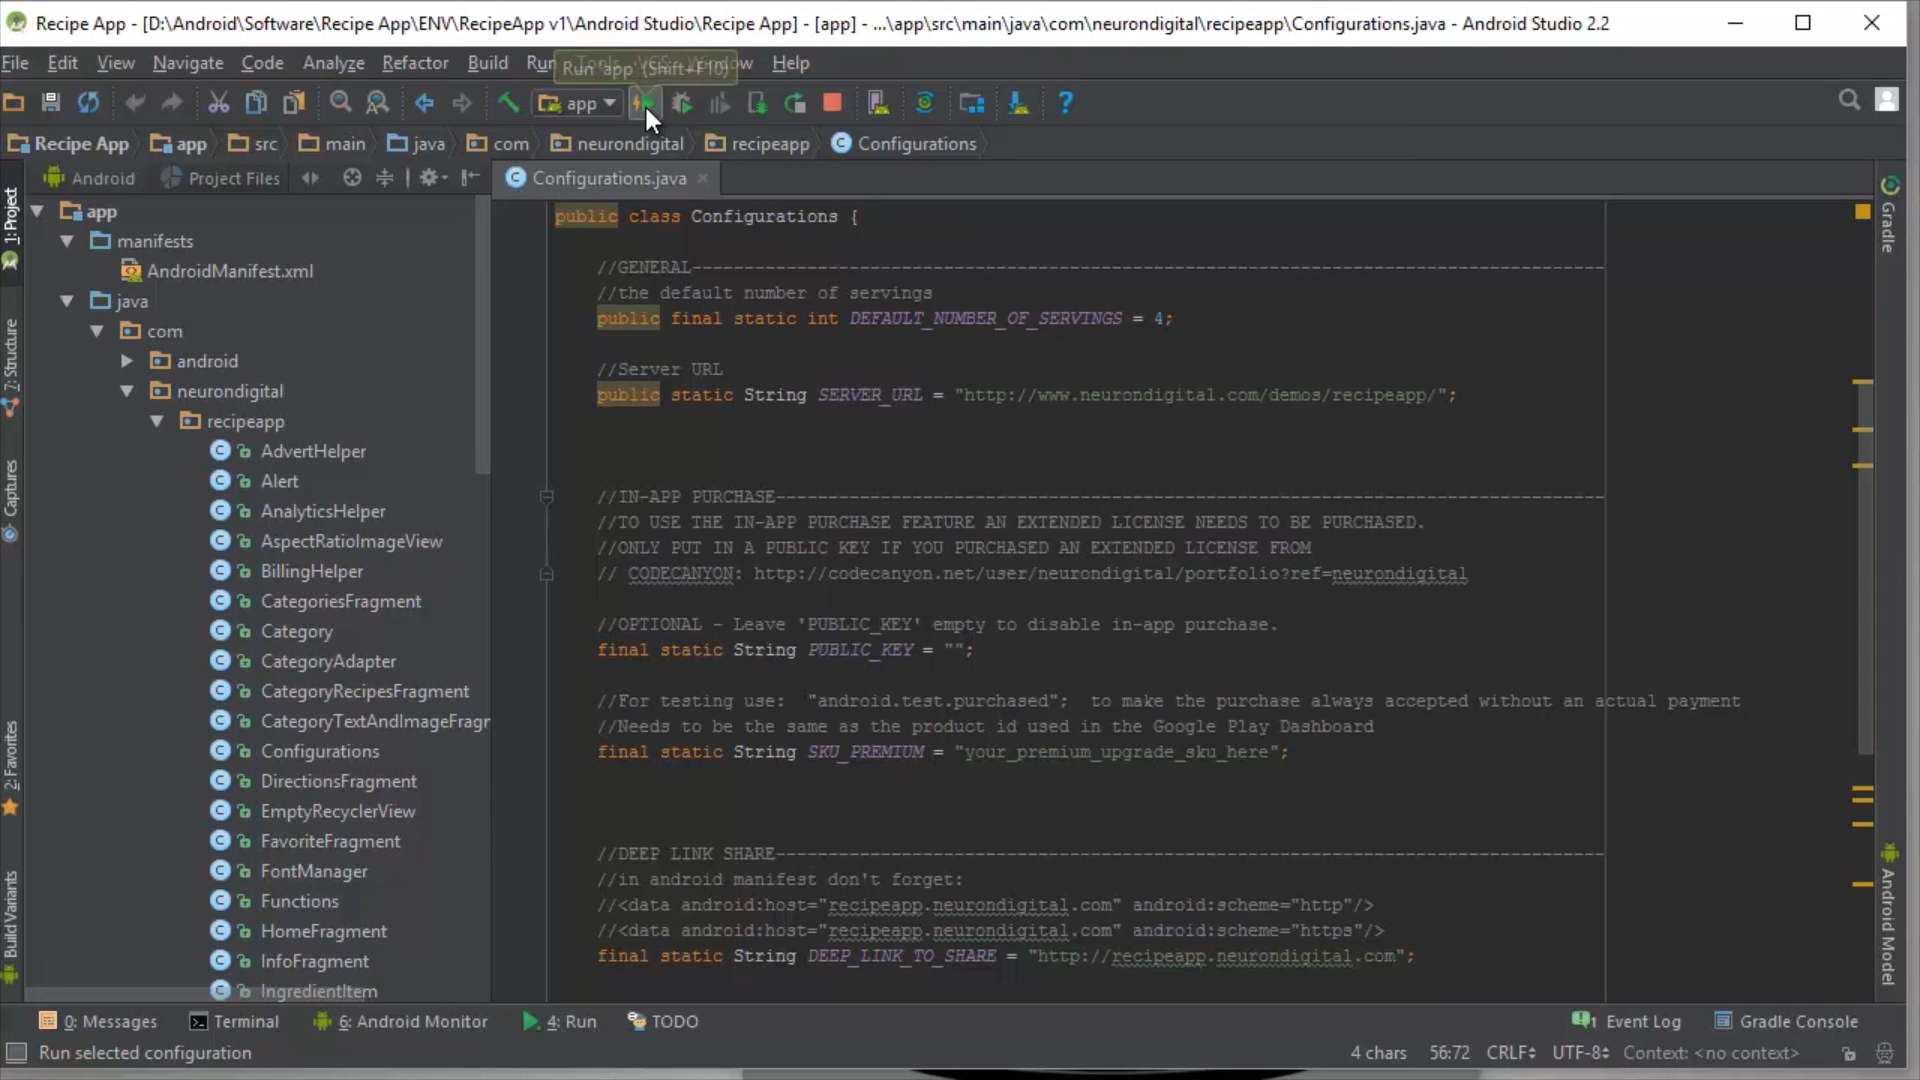 Recipe App - [D:\Android\Software\Recipe App\ENV\RecipeApp v1\Android Studio\Recipe App] - [app] - ...\app\src\main\java\com\neurondigital\recipeapp\Configurations.java - Android Studio 2.2
File Edit View Navigate Code Analyze Refactor Build Run Tools VCS Window Help
Run 'app' (Shift+F10)
app
Recipe App app src main java com neurondigital recipeapp Configurations
Android Project Files Configurations.java
1: Project
7: Structure
Captures
2: Favorites
Build Variants
app
manifests
AndroidManifest.xml
java
com
android
neurondigital
recipeapp
AdvertHelper
Alert
AnalyticsHelper
AspectRatioImageView
BillingHelper
CategoriesFragment
Category
CategoryAdapter
CategoryRecipesFragment
CategoryTextAndImageFragr
Configurations
DirectionsFragment
EmptyRecyclerView
FavoriteFragment
FontManager
Functions
HomeFragment
InfoFragment
IngredientItem
public class Configurations {
//GENERAL---------------------------------------------------------------------------------------
//the default number of servings
public final static int DEFAULT_NUMBER_OF_SERVINGS = 4;
//Server URL
public static String SERVER_URL = "http://www.neurondigital.com/demos/recipeapp/";
//IN-APP PURCHASE-------------------------------------------------------------------------------
//TO USE THE IN-APP PURCHASE FEATURE AN EXTENDED LICENSE NEEDS TO BE PURCHASED.
//ONLY PUT IN A PUBLIC KEY IF YOU PURCHASED AN EXTENDED LICENSE FROM
// CODECANYON: http://codecanyon.net/user/neurondigital/portfolio?ref=neurondigital
//OPTIONAL - Leave 'PUBLIC_KEY' empty to disable in-app purchase.
final static String PUBLIC_KEY = "";
//For testing use:  "android.test.purchased";  to make the purchase always accepted without an actual payment
//Needs to be the same as the product id used in the Google Play Dashboard
final static String SKU_PREMIUM = "your_premium_upgrade_sku_here";
//DEEP LINK SHARE-------------------------------------------------------------------------------
//in android manifest don't forget:
//<data android:host="recipeapp.neurondigital.com" android:scheme="http"/>
//<data android:host="recipeapp.neurondigital.com" android:scheme="https"/>
final static String DEEP_LINK_TO_SHARE = "http://recipeapp.neurondigital.com";
Gradle
Android Model
0: Messages Terminal 6: Android Monitor 4: Run TODO 1 Event Log Gradle Console
Run selected configuration 4 chars 56:72 CRLF UTF-8 Context: <no context>